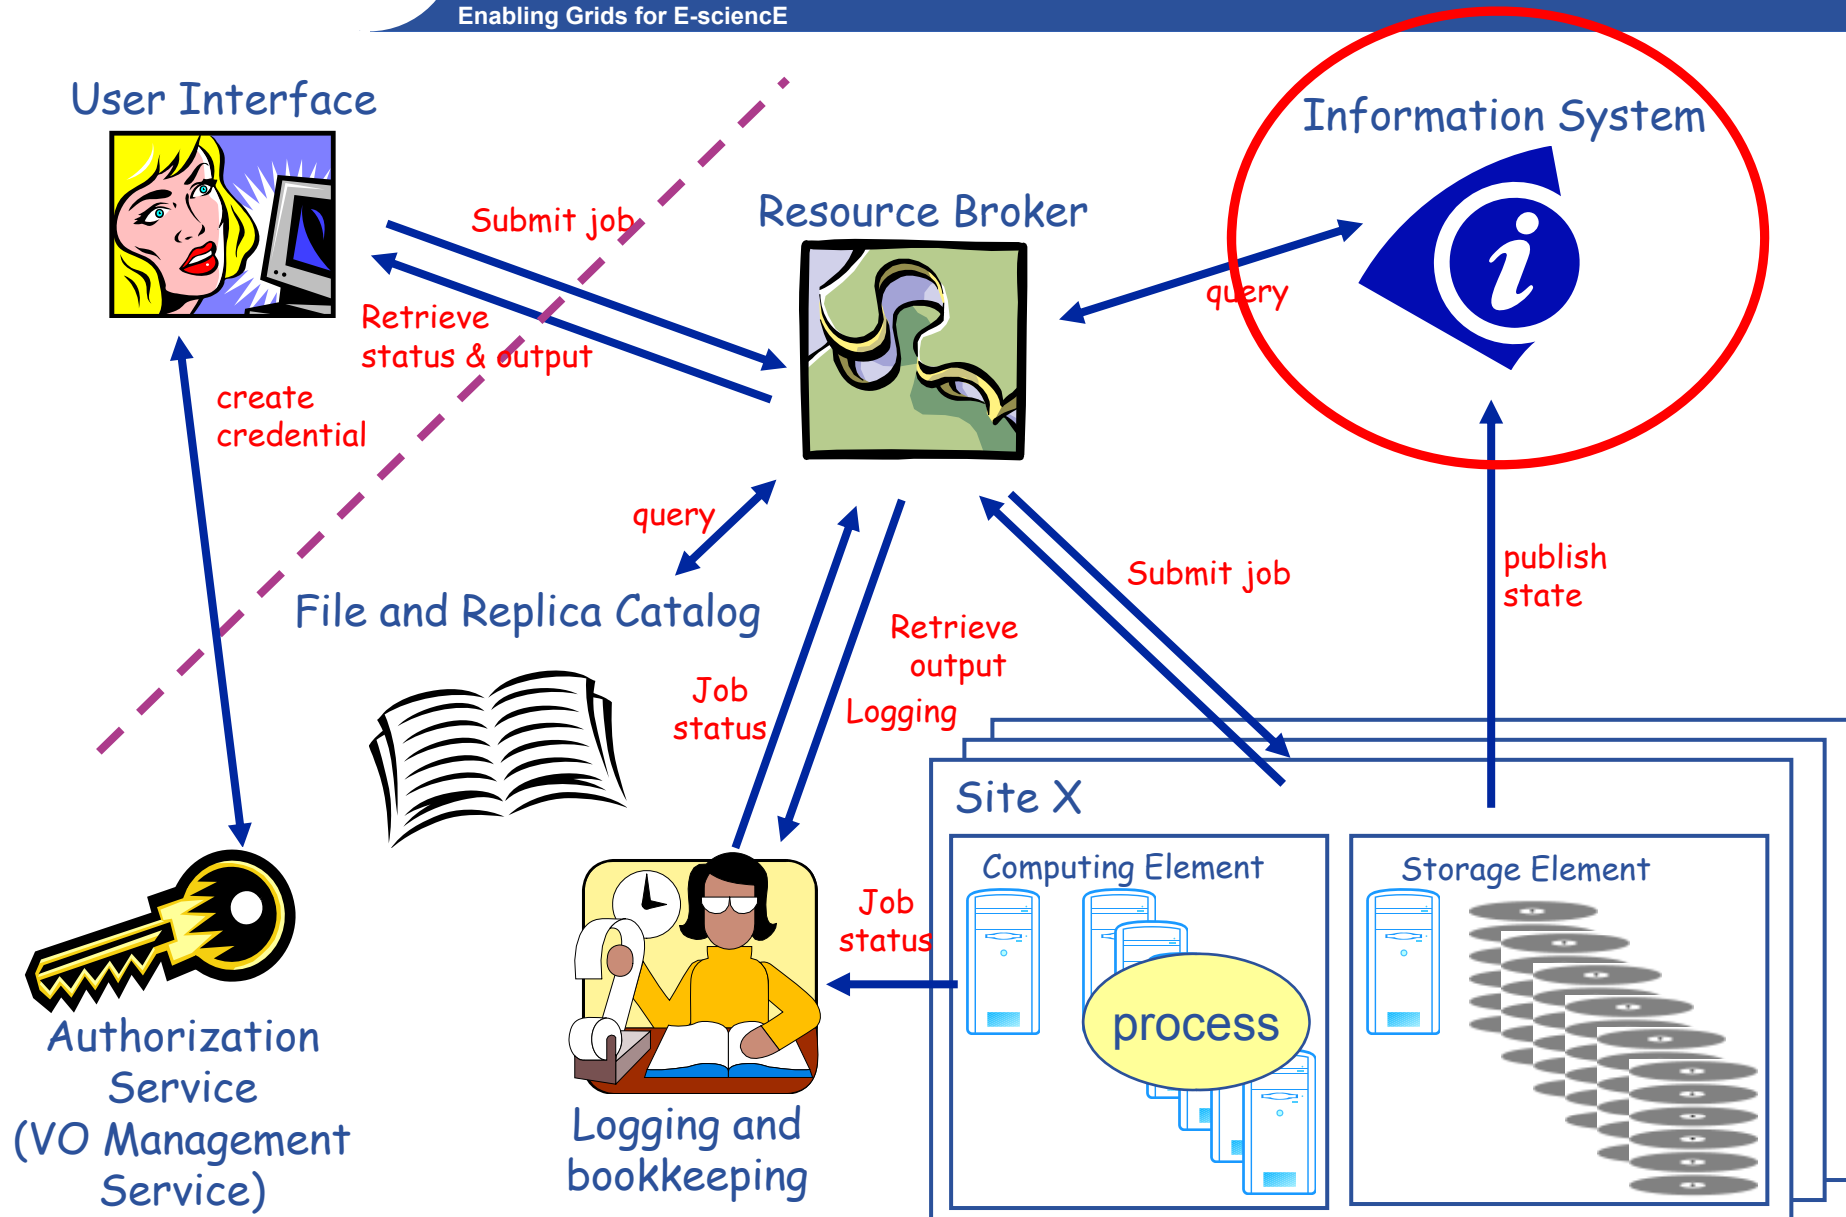 Enabling Grids for E-sciencE
User Interface
Information System
Resource Broker
Submit job
query
Retrieve
status & output
create
credential
query
Submit job
publish
state
File and Replica Catalog
Retrieve
output
Job
status
Logging
Site X
Computing Element
Storage Element
Job
status
process
Authorization
Service
(VO Management
Service)
Logging and
bookkeeping